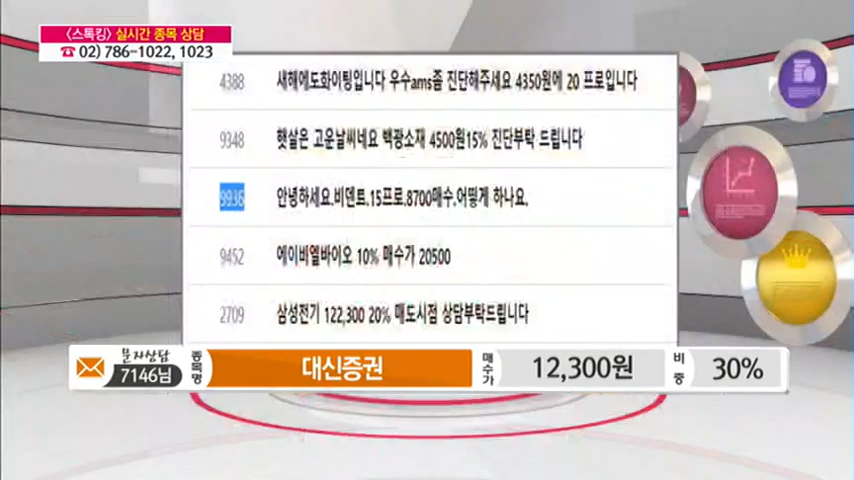 〈스톡킹〉 실시간 종목 상담
☎ 02) 786-1022, 1023
4388 새해에도화이팅입니다 우수ams좀 진단해주세요 4350원에 20 프로입니다
9348 햇살은 고운날씨네요 백광소재 4500원15% 진단부탁 드립니다
9936 안녕하세요.비덴트.15프로.8700매수.어떻게 하나요.
9452 에이비엘바이오 10% 매수가 20500
2709 삼성전기 122,300 20% 매도시점 상담부탁드립니다
문자상담 7146님 종목명 대신증권 매수가 12,300원 비중 30%